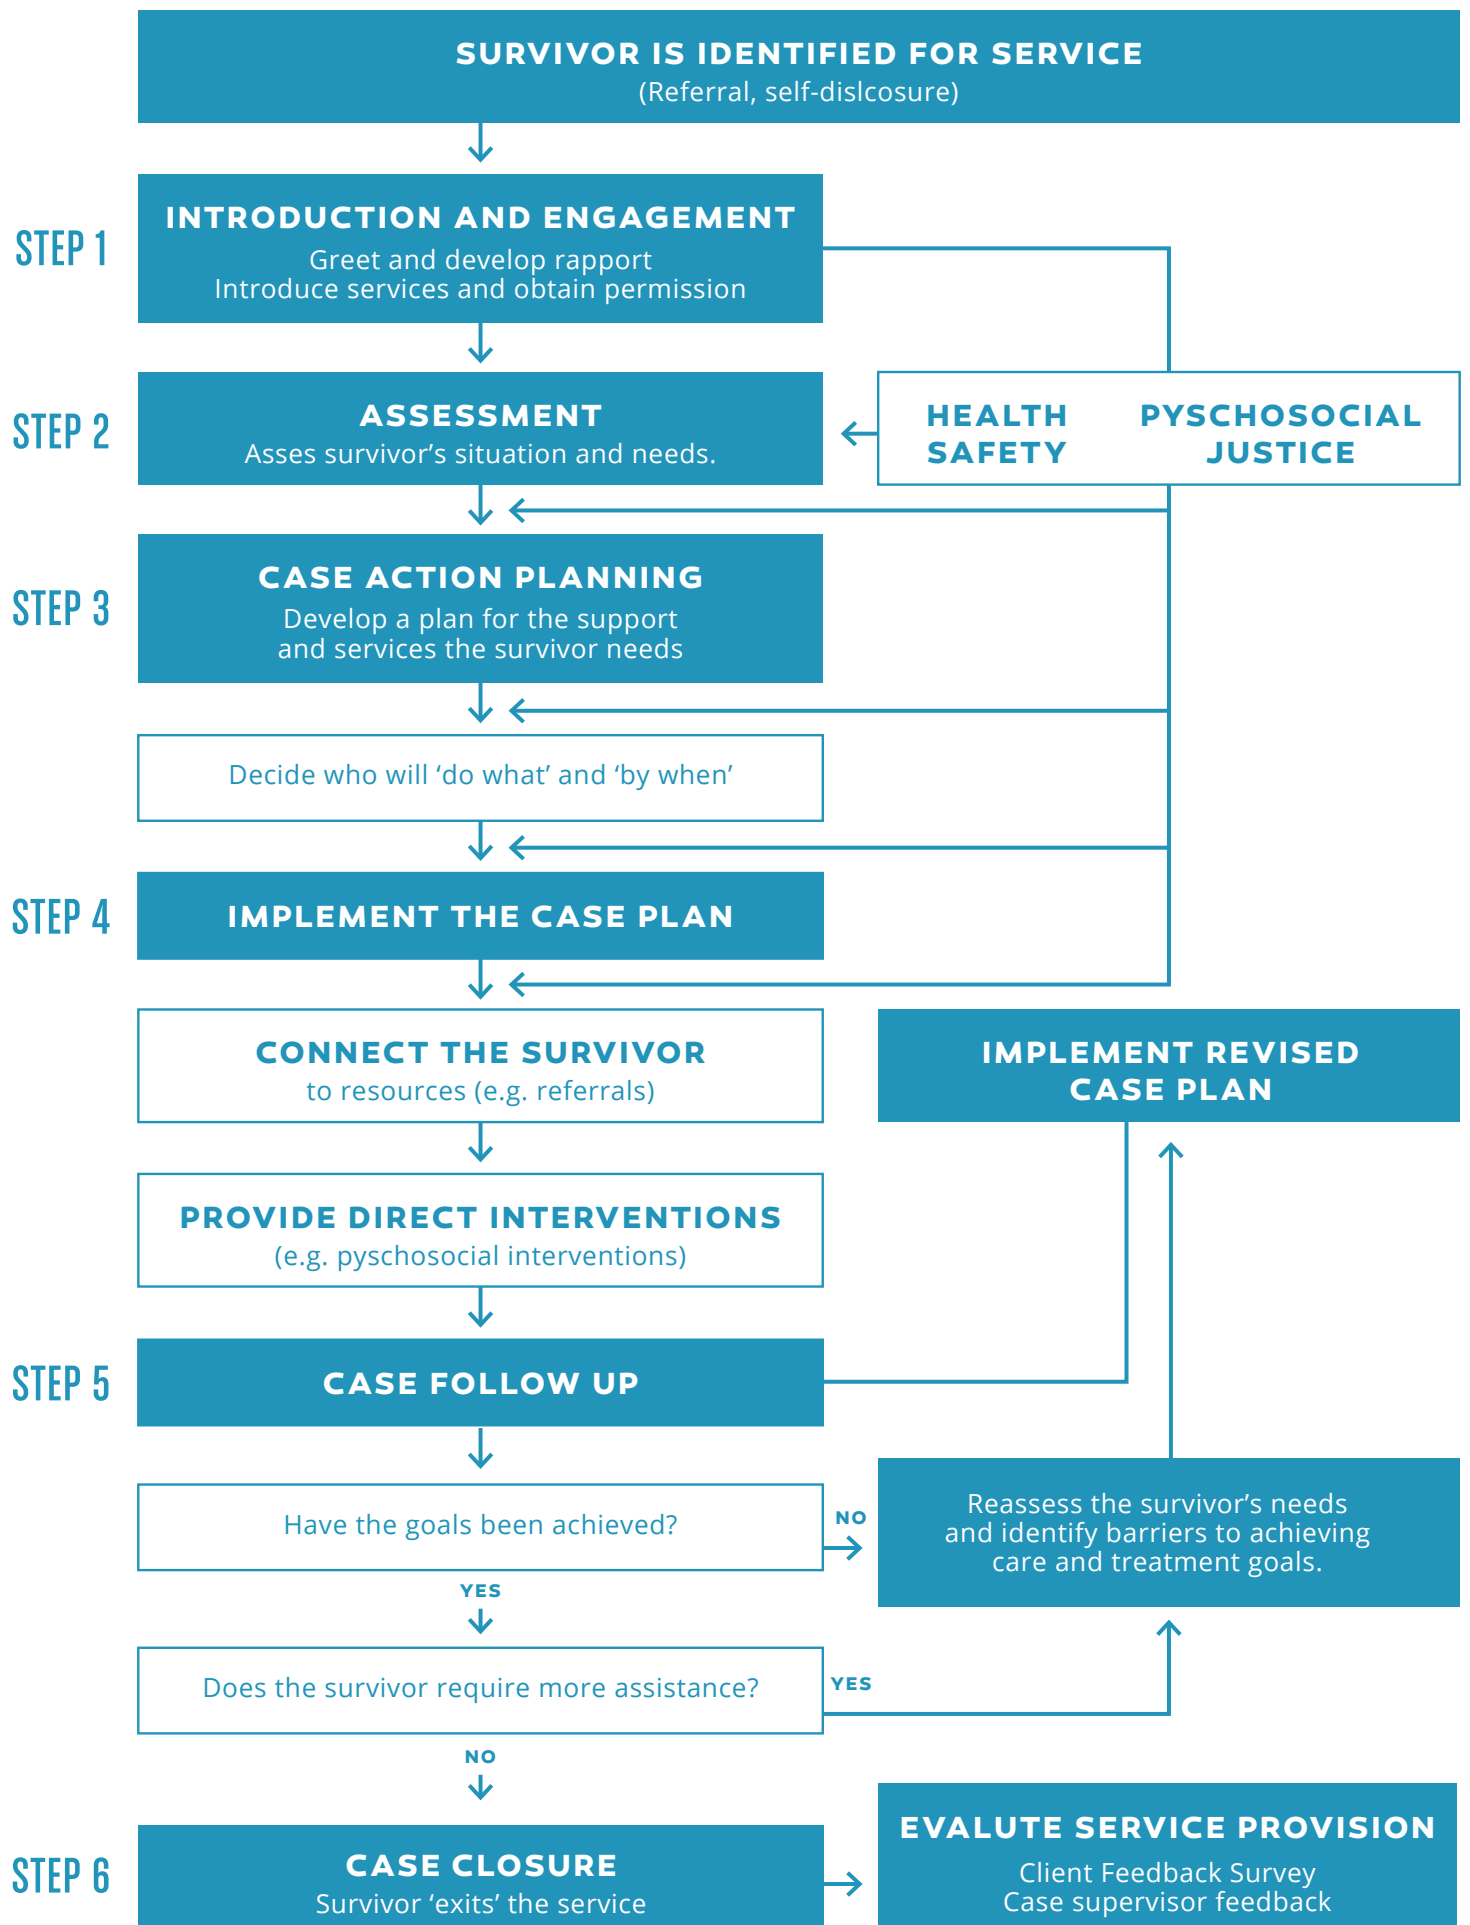 SURVIVOR IS IDENTIFIED FOR SERVICE
(Referral, self-dislcosure)
STEP 1
INTRODUCTION AND ENGAGEMENT
Greet and develop rapport
Introduce services and obtain permission
STEP 2
ASSESSMENT
Asses survivor's situation and needs.
HEALTH
SAFETY
PYSCHOSOCIAL
JUSTICE
STEP 3
CASE ACTION PLANNING
Develop a plan for the support
and services the survivor needs
Decide who will ‘do what’ and ‘by when’
STEP 4
IMPLEMENT THE CASE PLAN
CONNECT THE SURVIVOR
to resources (e.g. referrals)
IMPLEMENT REVISED
CASE PLAN
PROVIDE DIRECT INTERVENTIONS
(e.g. pyschosocial interventions)
STEP 5
CASE FOLLOW UP
Have the goals been achieved?
NO
Reassess the survivor’s needs
and identify barriers to achieving
care and treatment goals.
YES
Does the survivor require more assistance?
YES
NO
STEP 6
CASE CLOSURE
Survivor ‘exits’ the service
EVALUTE SERVICE PROVISION
Client Feedback Survey
Case supervisor feedback